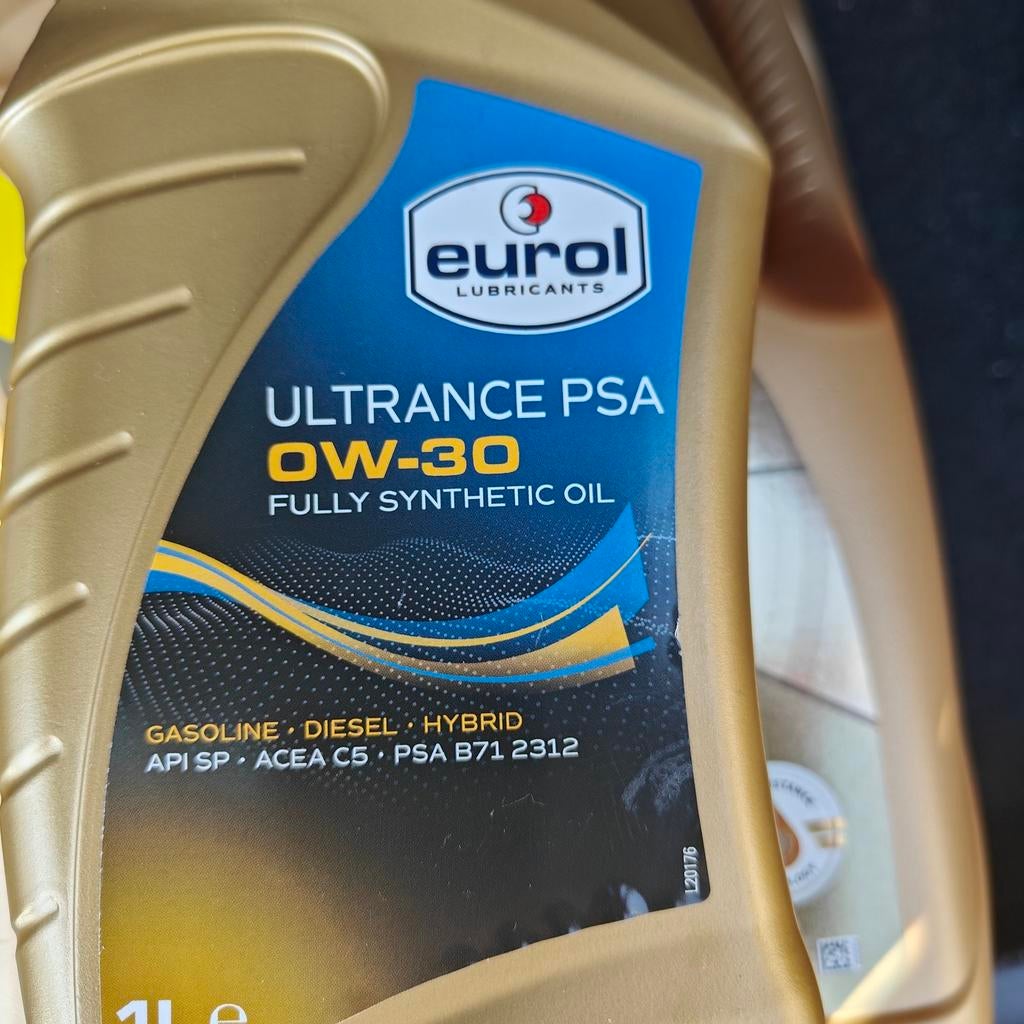 eurol
LUBRICANTS
ULTRANCE PSA
0W-30
FULLY SYNTHETIC OIL
GASOLINE · DIESEL · HYBRID
API SP · ACEA C5 · PSA B71 2312
L20176
1L e